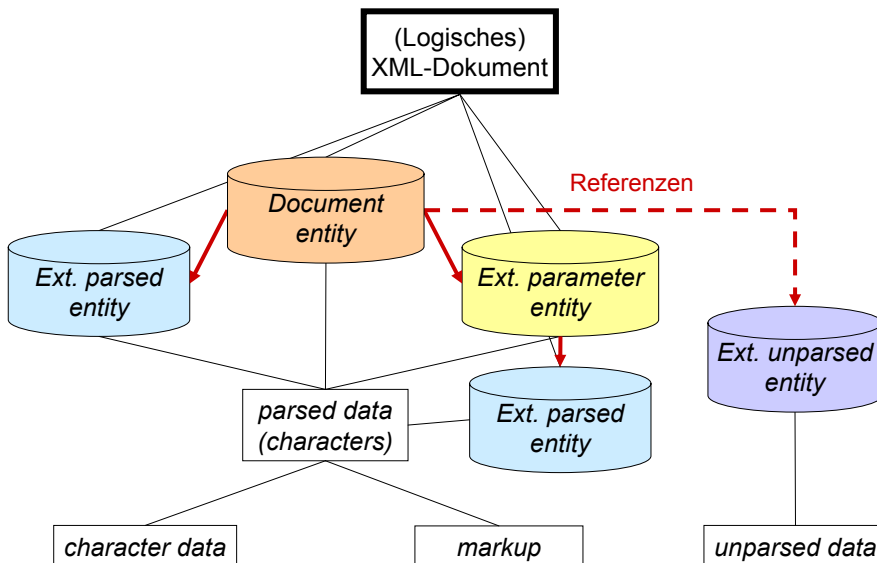 (Logisches)
XML-Dokument
Referenzen
Document
entity
Ext. parsed
entity
Ext. parameter
entity
Ext. unparsed
entity
parsed data
(characters)
Ext. parsed
entity
character data
markup
unparsed data